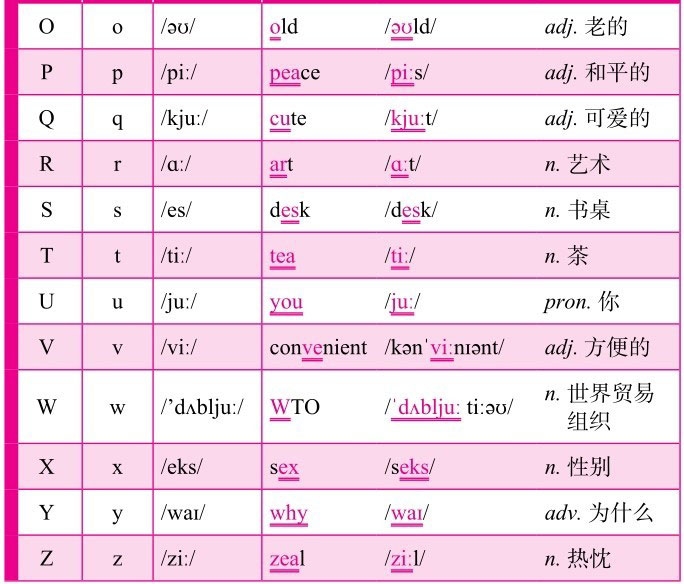 O o /əʊ/ old /əʊld/ adj. 老的
P p /piː/ peace /piːs/ adj. 和平的
Q q /kjuː/ cute /kjuːt/ adj. 可爱的
R r /ɑː/ art /ɑːt/ n. 艺术
S s /es/ desk /desk/ n. 书桌
T t /tiː/ tea /tiː/ n. 茶
U u /juː/ you /juː/ pron. 你
V v /viː/ convenient /kənˈviːnɪənt/ adj. 方便的
W w /’dʌbljuː/ WTO /ˈdʌbljuː tiːəʊ/ n. 世界贸易
组织
X x /eks/ sex /seks/ n. 性别
Y y /waɪ/ why /waɪ/ adv. 为什么
Z z /ziː/ zeal /ziːl/ n. 热忱